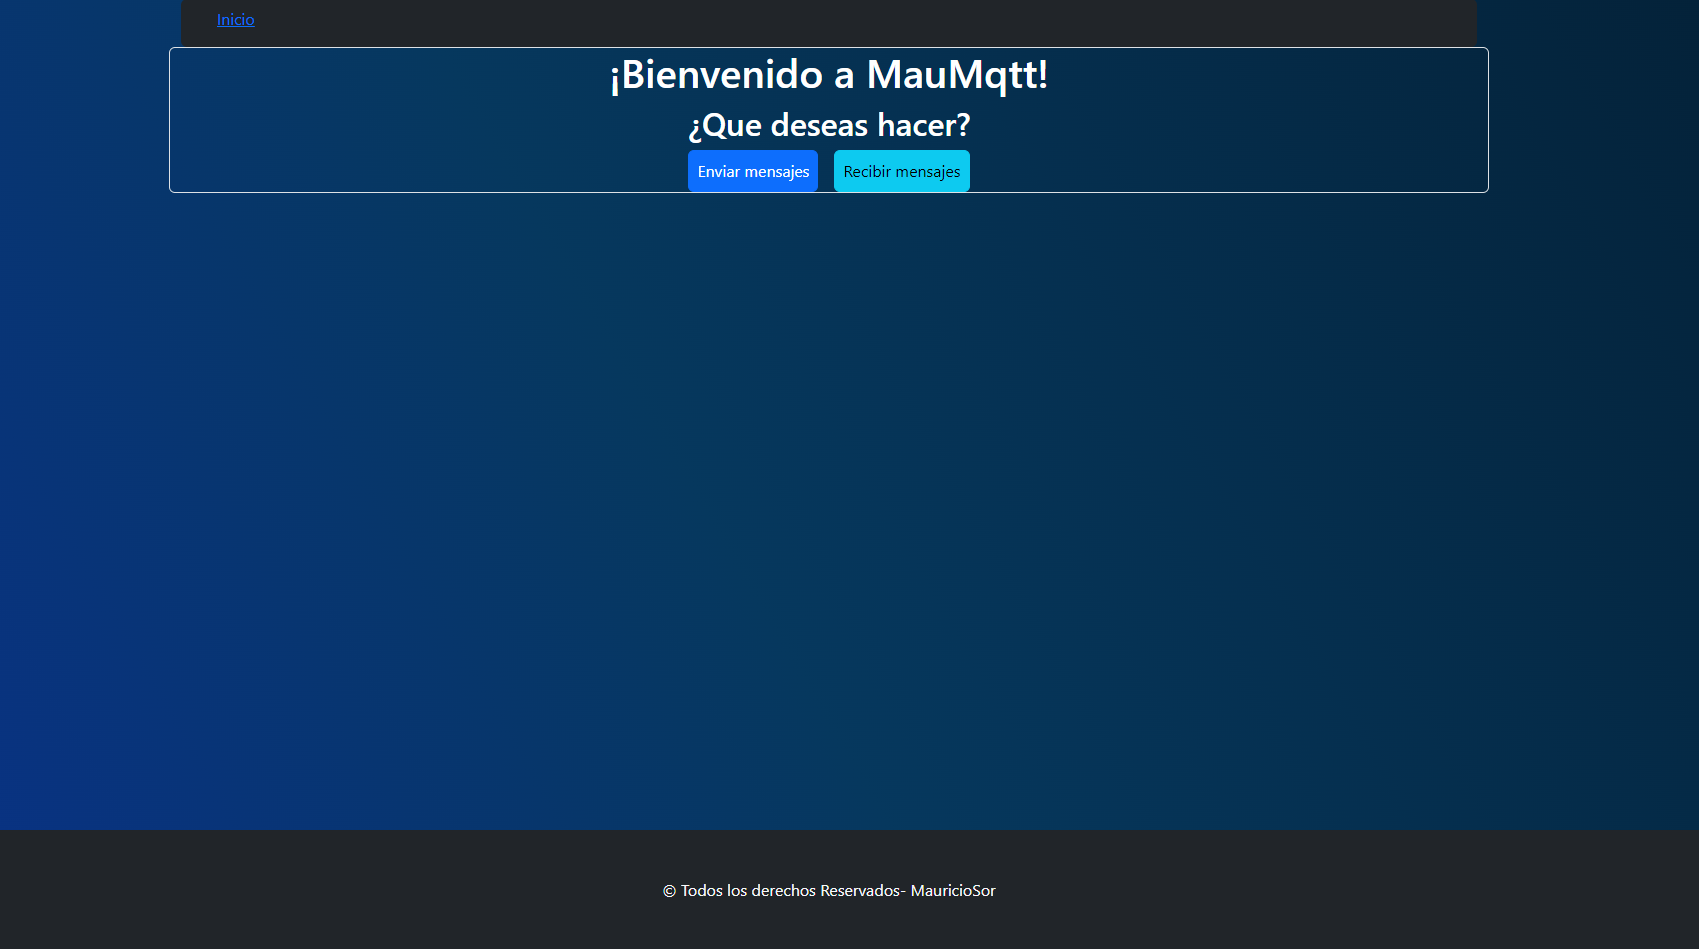 Inicio
¡Bienvenido a MauMqtt!
¿Que deseas hacer?
Enviar mensajes Recibir mensajes
© Todos los derechos Reservados- MauricioSor